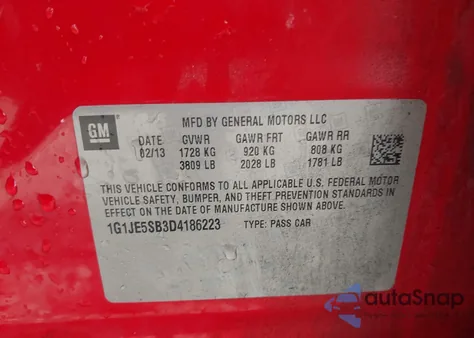 GM
MFD BY GENERAL MOTORS LLC
DATE GVWR GAWR FRT GAWR RR
02/13 1728 KG 920 KG 808 KG
3809 LB 2028 LB 1781 LB
THIS VEHICLE CONFORMS TO ALL APPLICABLE U.S. FEDERAL MOTOR
VEHICLE SAFETY, BUMPER, AND THEFT PREVENTION STANDARDS IN
EFFECT ON THE DATE OF MANUFACTURE SHOWN ABOVE.
1G1JE5SB3D4186223 TYPE: PASS CAR
autoSnap